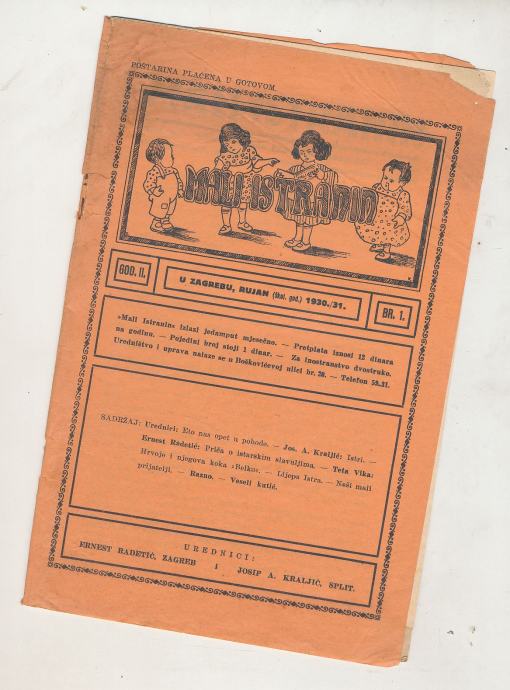 POŠTARINA PLAĆENA U GOTOVOM.
MALI ISTRANIN
GOD. II.
U ZAGREBU, RUJAN (škol. god.) 1930./31.
BR. 1.
»Mali Istranin« izlazi jedamput mjesečno. — Pretplata iznosi 12 dinara
na godinu. — Pojedini broj stoji 1 dinar. — Za inostranstvo dvostruko.
Uredništvo i uprava nalaze se u Boškovićevoj ulici br. 20. — Telefon 59.31.
SADRŽAJ: Urednici: Eto nas opet u pohode. — Jos. A. Kraljić: Istri. —
Ernest Radetić: Priča o istarskim slavuljima. — Teta Vika:
Hrvoje i njegova koka »Bolku«. — Lijepa Istra. — Naši mali
prijatelji. — Razno. — Veseli kutić.
UREDNICI:
ERNEST RADETIĆ, ZAGREB i JOSIP A. KRALJIĆ, SPLIT.